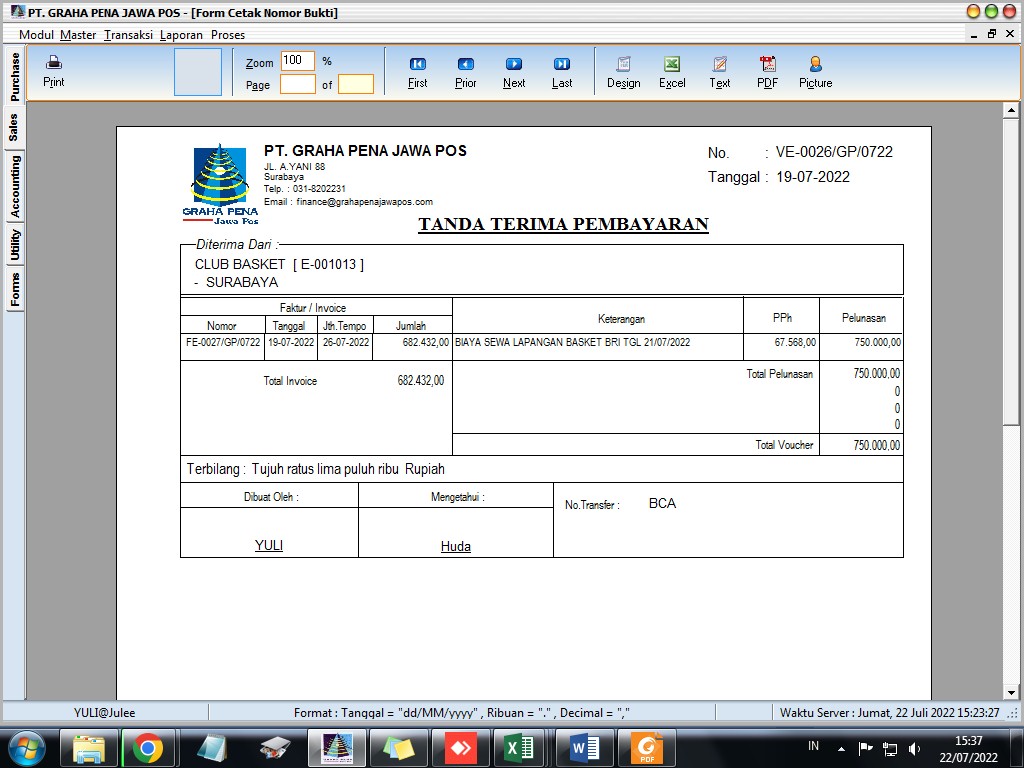 PT. GRAHA PENA JAWA POS - [Form Cetak Nomor Bukti]
Modul Master Transaksi Laporan Proses
Purchase
Sales
Accounting
Utility
Forms
Print
Zoom 100 %
Page of
First Prior Next Last
Design Excel Text PDF Picture
GRAHA PENA
Jawa Pos
PT. GRAHA PENA JAWA POS
JL. A.YANI 88
Surabaya
Telp. : 031-8202231
Email : finance@grahapenajawapos.com
No. : VE-0026/GP/0722
Tanggal : 19-07-2022
TANDA TERIMA PEMBAYARAN
Diterima Dari :
CLUB BASKET [ E-001013 ]
- SURABAYA
Faktur / Invoice Keterangan PPh Pelunasan
Nomor Tanggal Jth.Tempo Jumlah
FE-0027/GP/0722 19-07-2022 26-07-2022 682.432,00 BIAYA SEWA LAPANGAN BASKET BRI TGL 21/07/2022 67.568,00 750.000,00
Total Invoice 682.432,00
Total Pelunasan 750.000,00
0
0
0
Total Voucher 750.000,00
Terbilang : Tujuh ratus lima puluh ribu Rupiah
Dibuat Oleh : Mengetahui : No.Transfer : BCA
YULI Huda
YULI@Julee Format : Tanggal = "dd/MM/yyyy" , Ribuan = "." , Decimal = "," Waktu Server : Jumat, 22 Juli 2022 15:23:27
PDF
IN
15:37
22/07/2022